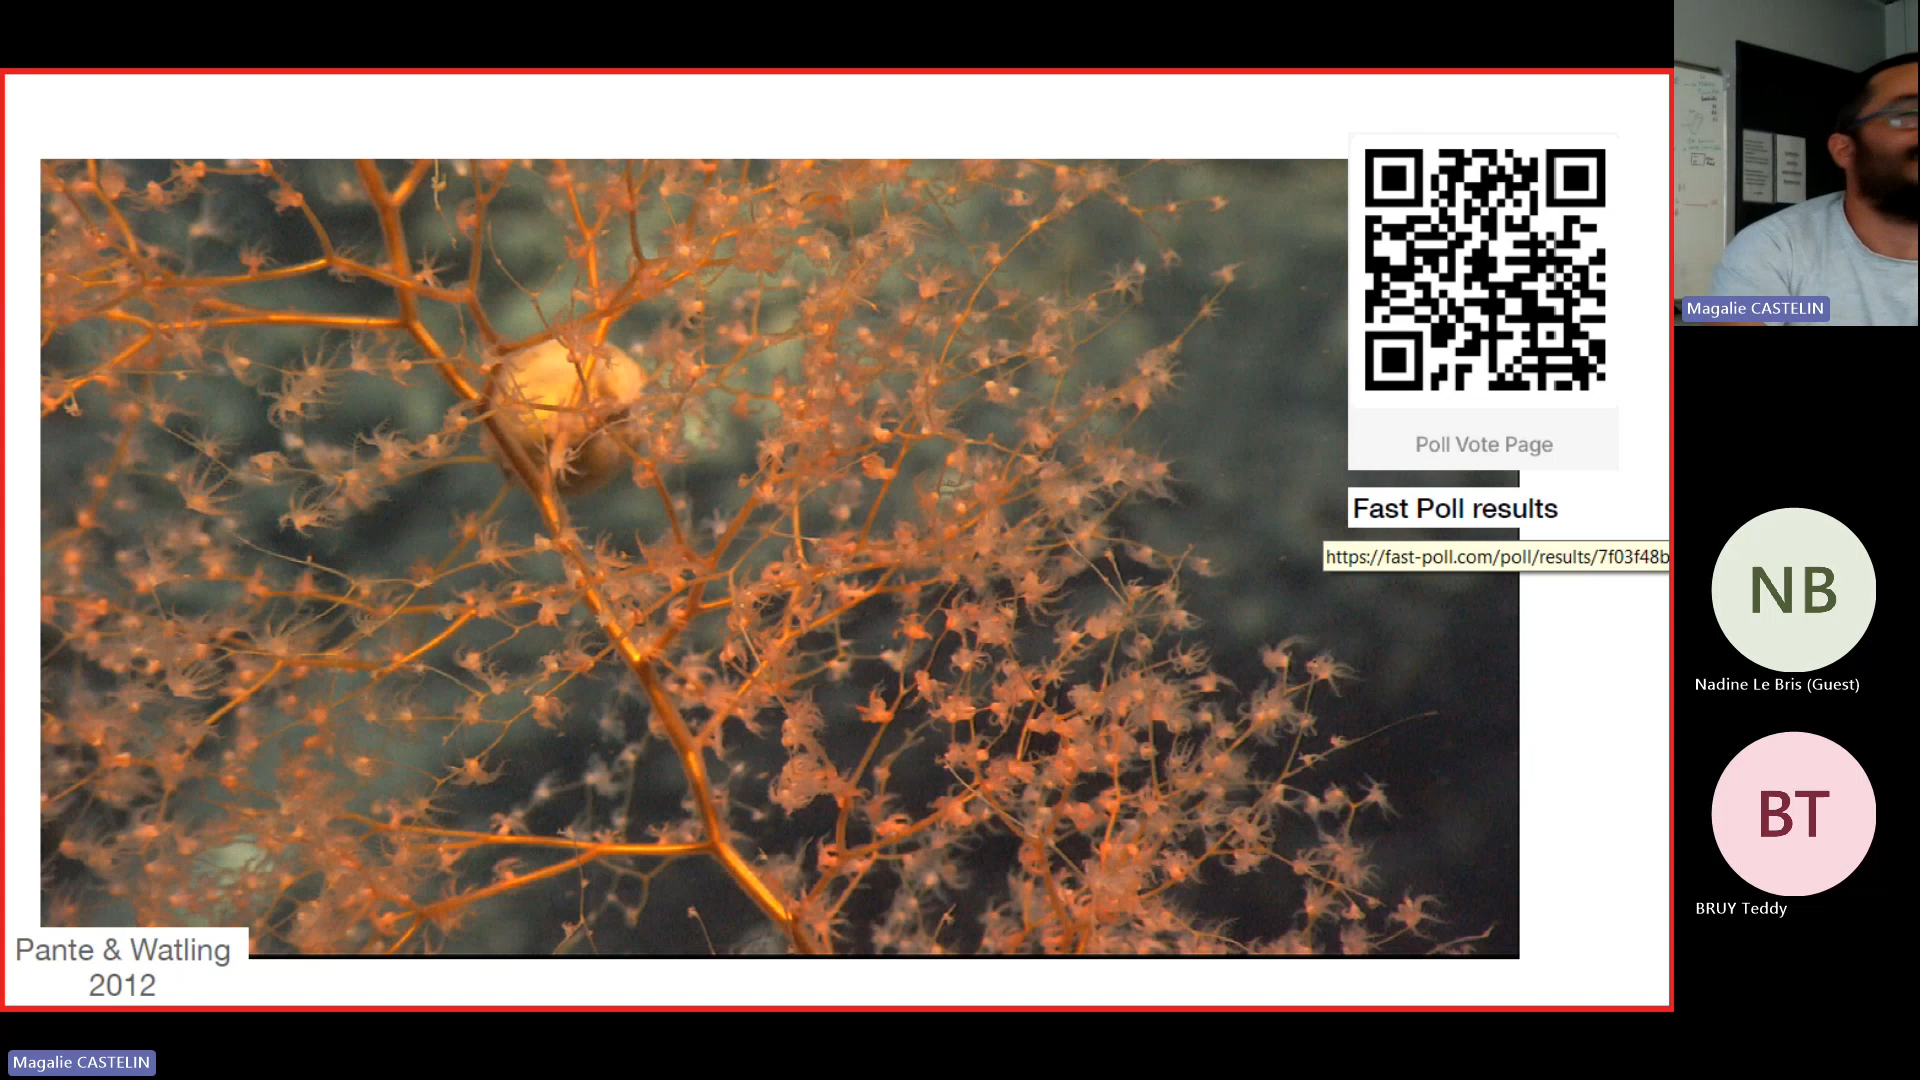 Poll Vote Page
Fast Poll results
https://fast-poll.com/poll/results/7f03f48b
Pante & Watling
2012
Magalie CASTELIN
NB
Nadine Le Bris (Guest)
BT
BRUY Teddy
Magalie CASTELIN